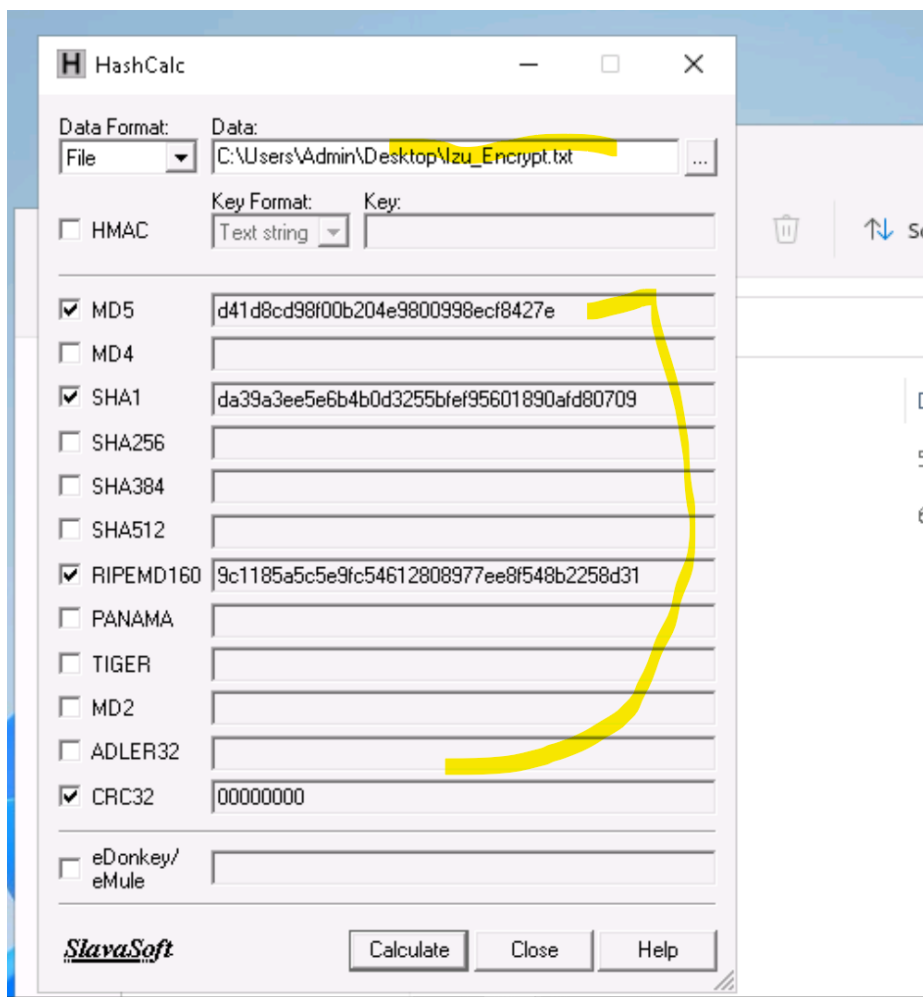 HashCalc
Data Format: Data:
File C:\Users\Admin\Desktop\Izu_Encrypt.txt ...
Key Format: Key:
HMAC Text string
MD5 d41d8cd98f00b204e9800998ecf8427e
MD4
SHA1 da39a3ee5e6b4b0d3255bfef95601890afd80709
SHA256
SHA384
SHA512
RIPEMD160 9c1185a5c5e9fc54612808977ee8f548b2258d31
PANAMA
TIGER
MD2
ADLER32
CRC32 00000000
eDonkey/
eMule
SlavaSoft Calculate Close Help